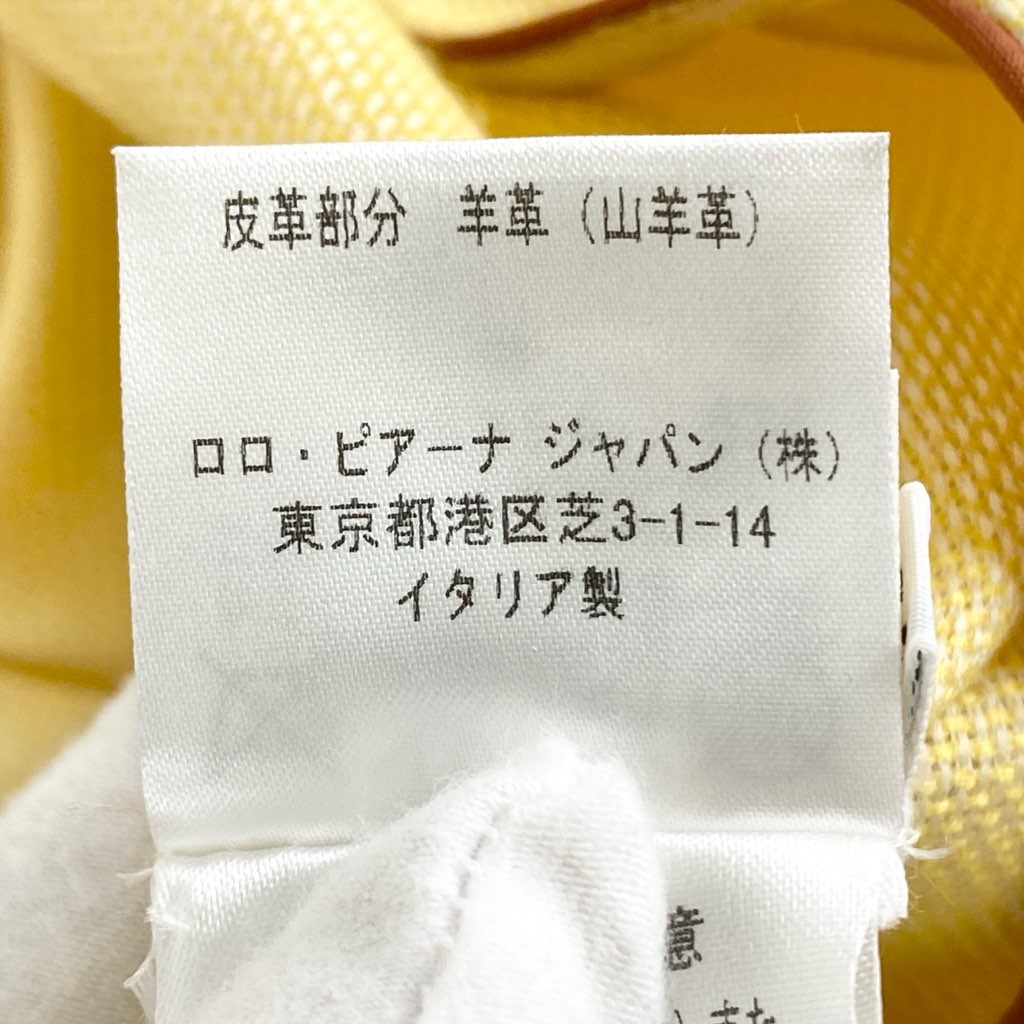 皮革部分　羊革（山羊革）
ロロ・ピアーナ ジャパン（株）
東京都港区芝3-1-14
イタリア製
意